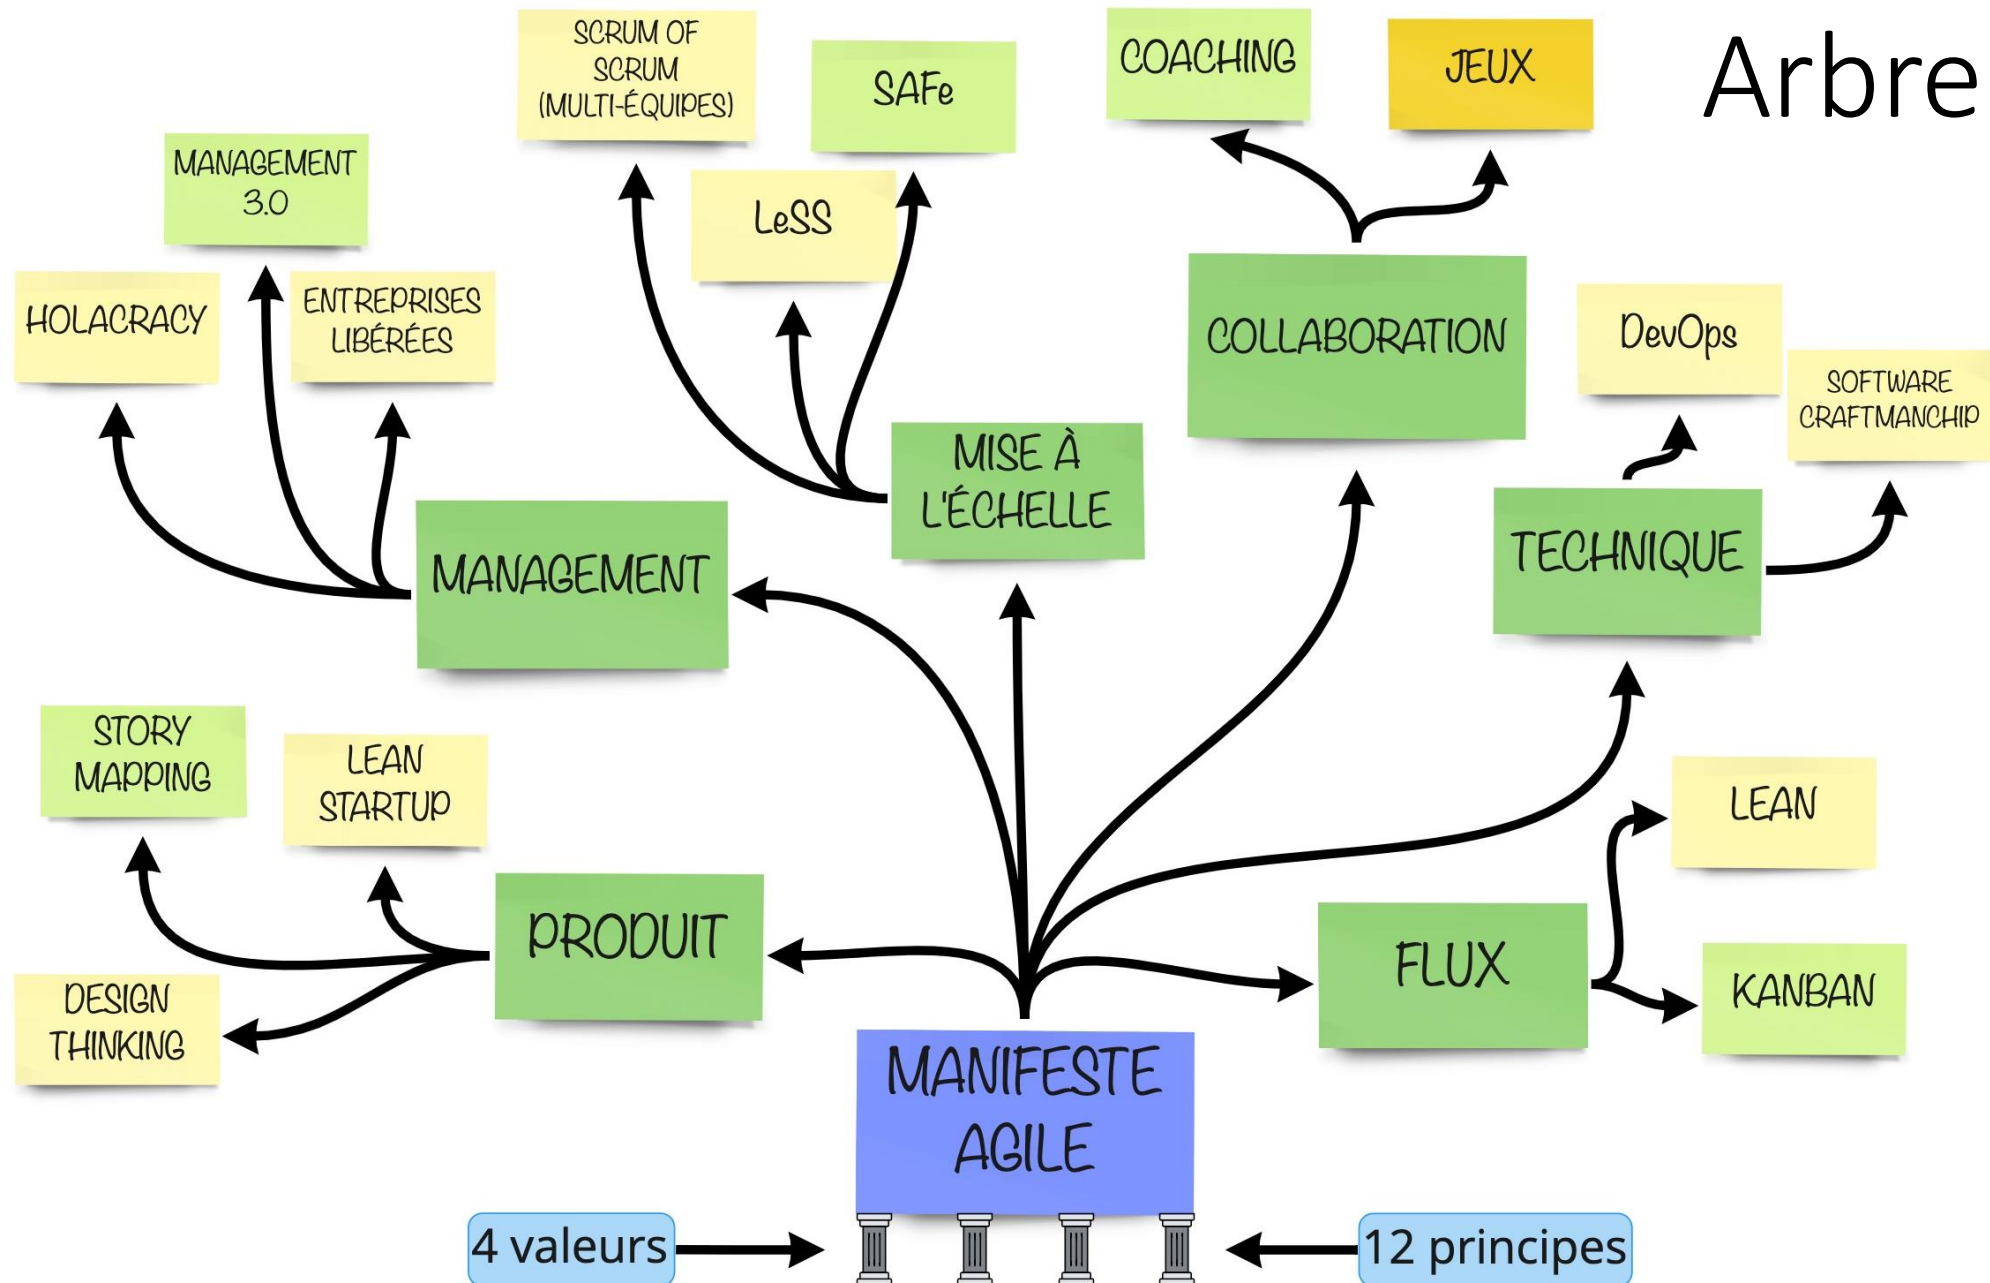 Arbre
SCRUM OF
SCRUM
(MULTI-ÉQUIPES)
SAFe
COACHING
JEUX
MANAGEMENT
3.0
LeSS
HOLACRACY
ENTREPRISES
LIBÉRÉES
COLLABORATION
DevOps
SOFTWARE
CRAFTMANCHIP
MISE À
L'ÉCHELLE
MANAGEMENT
TECHNIQUE
STORY
MAPPING
LEAN
STARTUP
LEAN
PRODUIT
FLUX
DESIGN
THINKING
KANBAN
MANIFESTE
AGILE
4 valeurs
12 principes